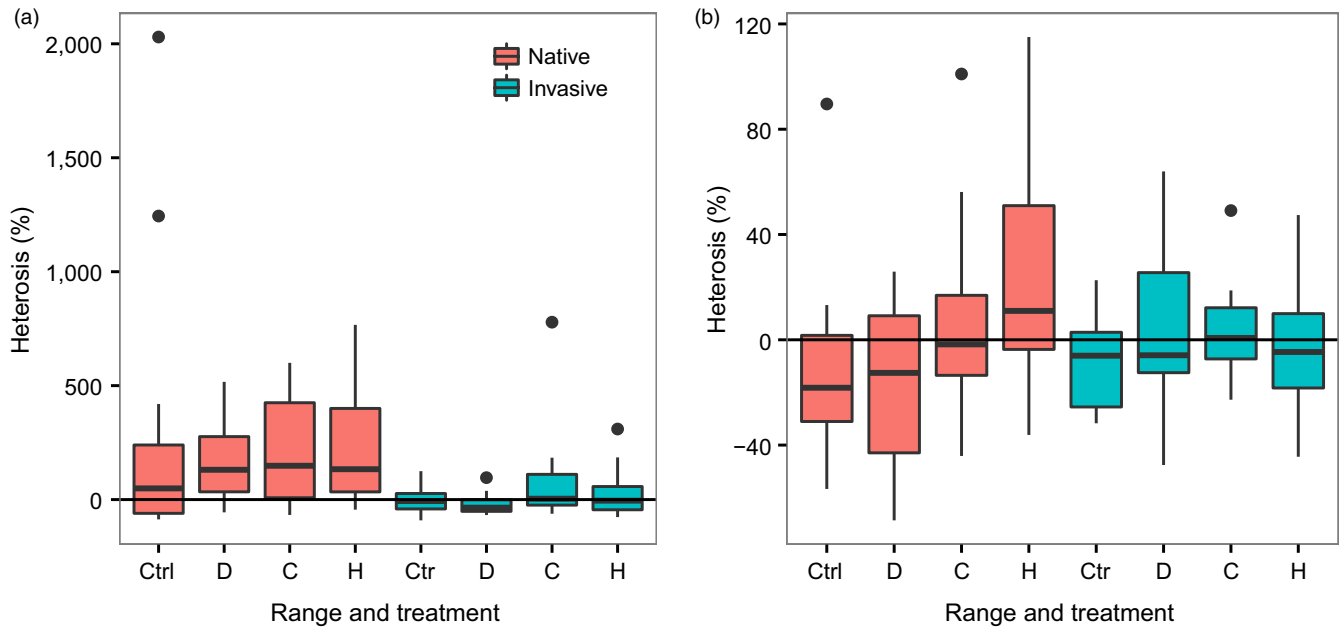 (a)
2,000
1,500
1,000
500
0
Heterosis (%)
Native
Invasive
Ctrl D C H Ctr D C H
Range and treatment
(b)
120
80
40
0
−40
Heterosis (%)
Ctrl D C H Ctr D C H
Range and treatment